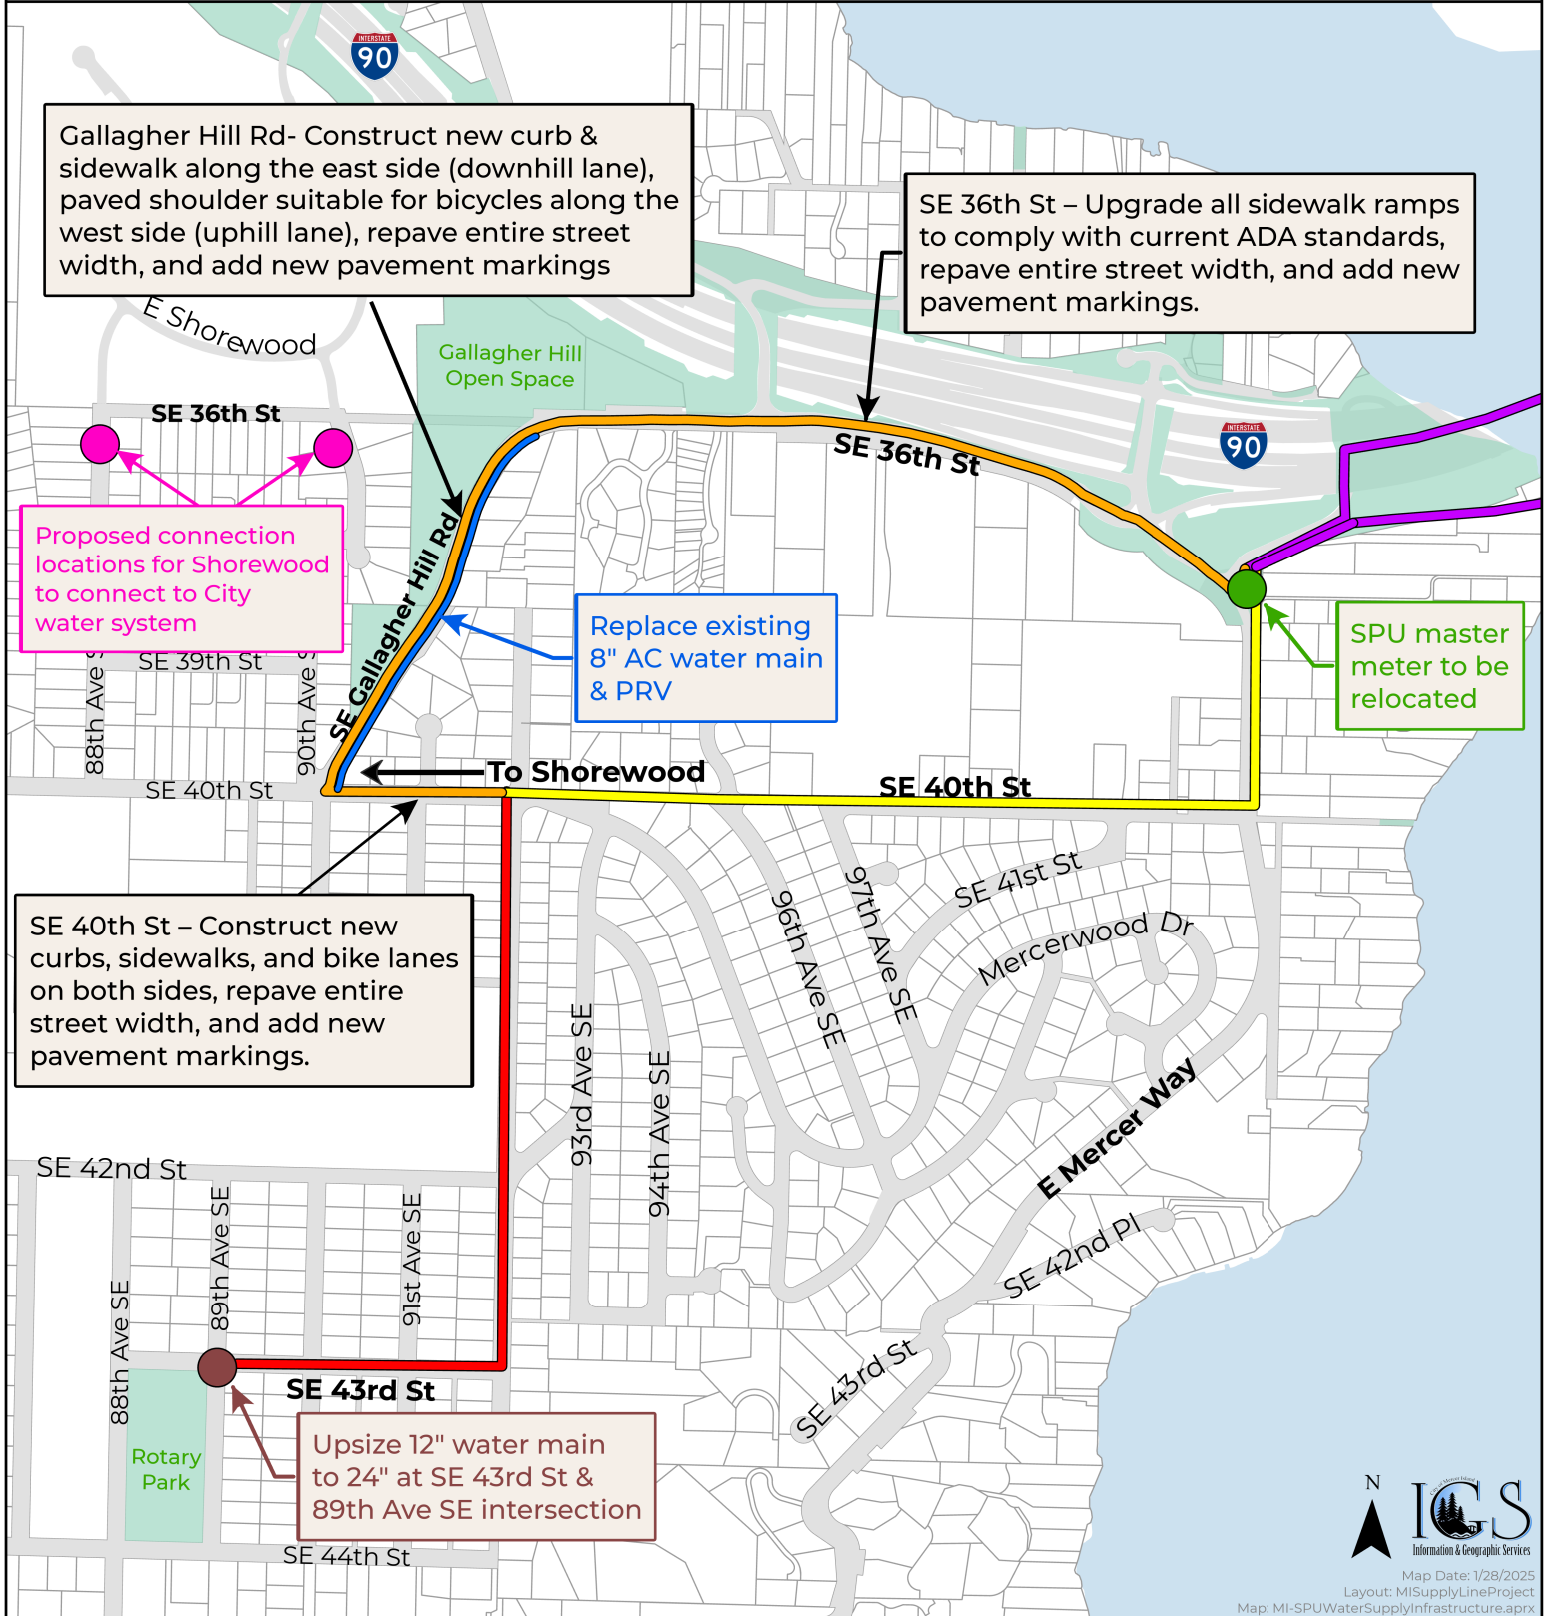 INTERSTATE
90
Gallagher Hill Rd- Construct new curb &
sidewalk along the east side (downhill lane),
paved shoulder suitable for bicycles along the
west side (uphill lane), repave entire street
width, and add new pavement markings
SE 36th St – Upgrade all sidewalk ramps
to comply with current ADA standards,
repave entire street width, and add new
pavement markings.
E Shorewood
Gallagher Hill
Open Space
SE 36th St
SE 36th St
INTERSTATE
90
Proposed connection
locations for Shorewood
to connect to City
water system
SE Gallagher Hill Rd
Replace existing
8" AC water main
& PRV
SPU master
meter to be
relocated
SE 39th St
88th Ave S
90th Ave S
To Shorewood
SE 40th St
SE 40th St
SE 40th St – Construct new
curbs, sidewalks, and bike lanes
on both sides, repave entire
street width, and add new
pavement markings.
SE 41st St
97th Ave SE
96th Ave SE
Mercerwood Dr
93rd Ave SE
94th Ave SE
E Mercer Way
SE 42nd St
89th Ave SE
91st Ave SE
88th Ave SE
SE 42nd Pl
SE 43rd St
SE 43rd St
Upsize 12" water main
to 24" at SE 43rd St &
89th Ave SE intersection
Rotary
Park
SE 44th St
N
City of Mercer Island
IGS
Information & Geographic Services
Map Date: 1/28/2025
Layout: MISupplyLineProject
Map: MI-SPUWaterSupplyInfrastructure.aprx